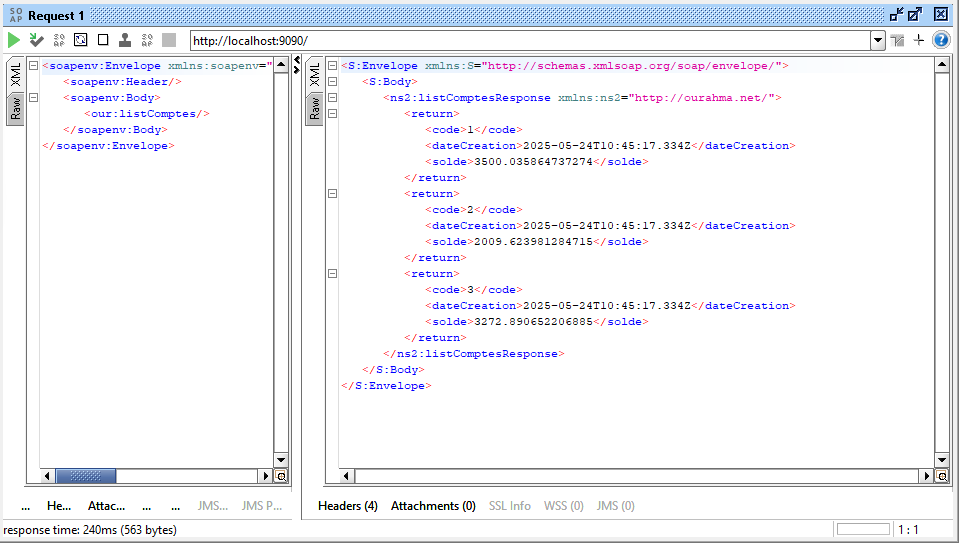 SO
AP
Request 1
SO
AP
SO
AP
http://localhost:9090/
XML
Raw
<soapenv:Envelope xmlns:soapenv="
<soapenv:Header/>
<soapenv:Body>
<our:listComptes/>
</soapenv:Body>
</soapenv:Envelope>
XML
Raw
<S:Envelope xmlns:S="http://schemas.xmlsoap.org/soap/envelope/">
<S:Body>
<ns2:listComptesResponse xmlns:ns2="http://ourahma.net/">
<return>
<code>1</code>
<dateCreation>2025-05-24T10:45:17.334Z</dateCreation>
<solde>3500.035864737274</solde>
</return>
<return>
<code>2</code>
<dateCreation>2025-05-24T10:45:17.334Z</dateCreation>
<solde>2009.623981284715</solde>
</return>
<return>
<code>3</code>
<dateCreation>2025-05-24T10:45:17.334Z</dateCreation>
<solde>3272.890652206885</solde>
</return>
</ns2:listComptesResponse>
</S:Body>
</S:Envelope>
... He... Attac... ... ... JMS... JMS P...
Headers (4) Attachments (0) SSL Info WSS (0) JMS (0)
response time: 240ms (563 bytes)
1 : 1